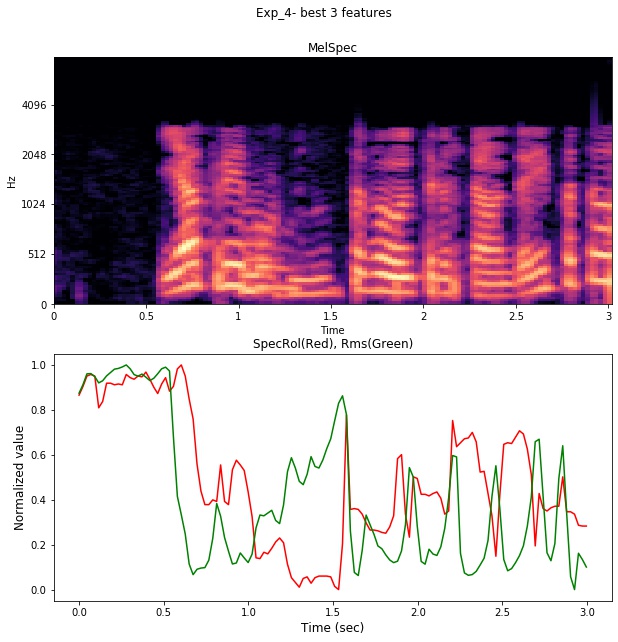 Exp_4- best 3 features
MelSpec
Hz
4096
2048
1024
512
0
0 0.5 1 1.5 2 2.5 3
Time
SpecRol(Red), Rms(Green)
Normalized value
1.0
0.8
0.6
0.4
0.2
0.0
0.0 0.5 1.0 1.5 2.0 2.5 3.0
Time (sec)